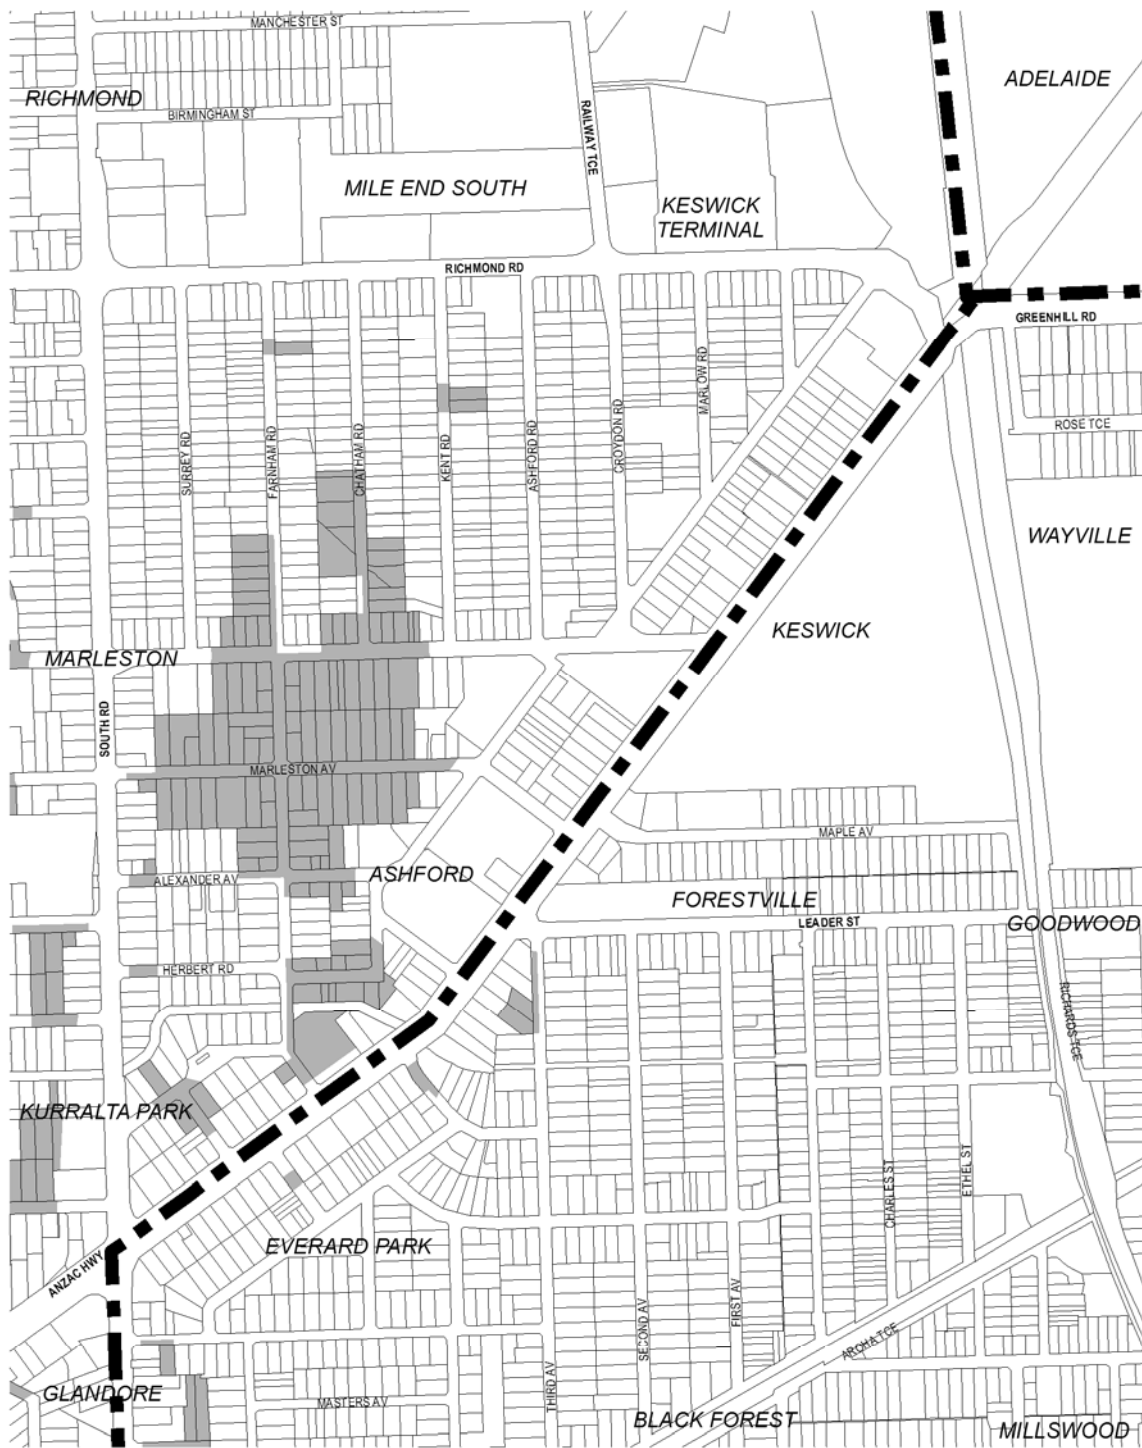 MANCHESTER ST
ADELAIDE
RICHMOND
BIRMINGHAM ST
RAILWAY TCE
MILE END SOUTH
KESWICK
TERMINAL
RICHMOND RD
GREENHILL RD
MARLOW RD
ROSE TCE
SURREY RD
FARNHAM RD
CHATHAM RD
KENT RD
ASHFORD RD
CROYDON RD
WAYVILLE
KESWICK
MARLESTON
SOUTH RD
MARLESTON AV
MAPLE AV
ASHFORD
ALEXANDER AV
FORESTVILLE
LEADER ST
GOODWOOD
HERBERT RD
RICHARDS TCE
KURRALTA PARK
CHARLES ST
ETHEL ST
EVERARD PARK
ANZAC HWY
SECOND AV
FIRST AV
AROHA TCE
THIRD AV
GLANDORE
MASTERS AV
BLACK FOREST
MILLSWOOD